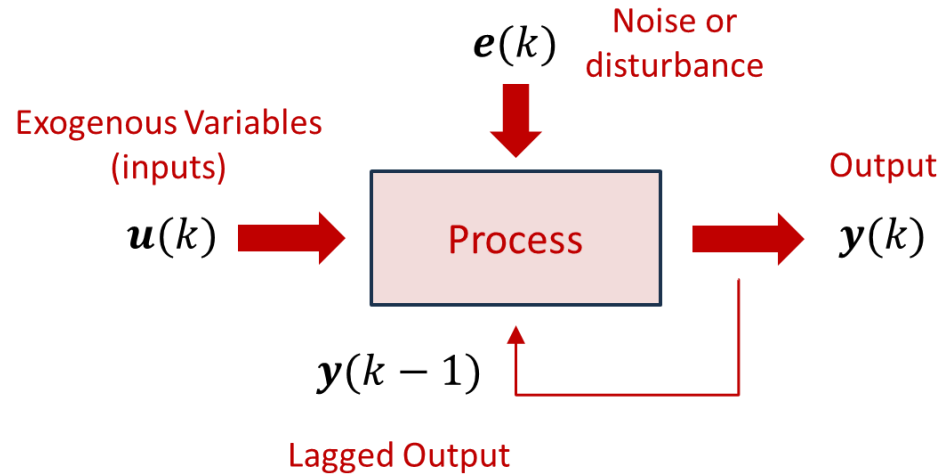 Noise or
disturbance
e(k)
Exogenous Variables
(inputs)
u(k)
Process
Output
y(k)
y(k − 1)
Lagged Output